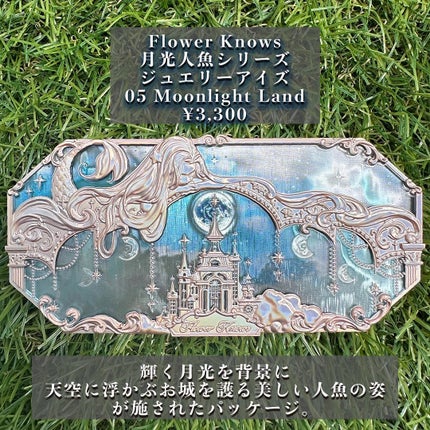 Flower Knows
月光人魚シリーズ
ジュエリーアイズ
05 Moonlight Land
¥3,300
Flower Knows
輝く月光を背景に
天空に浮かぶお城を護る美しい人魚の姿
が施されたパッケージ。